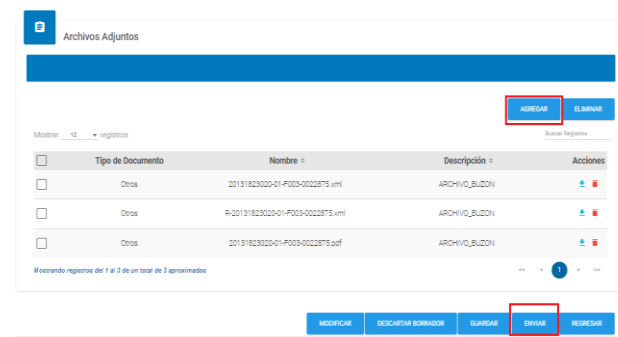 Archivos Adjuntos
AGREGAR ELIMINAR
Mostrar 10 registros Buscar Registros
Tipo de Documento Nombre Descripción Acciones
Otros 20131823020-01-F003-0022875.xml ARCHIVO_BUZON
Otros R-20131823020-01-F003-0022875.xml ARCHIVO_BUZON
Otros 20131823020-01-F003-0022875.pdf ARCHIVO_BUZON
Mostrando registros del 1 al 3 de un total de 3 aproximados << < 1 > >>
MODIFICAR DESCARTAR BORRADOR GUARDAR ENVIAR REGRESAR